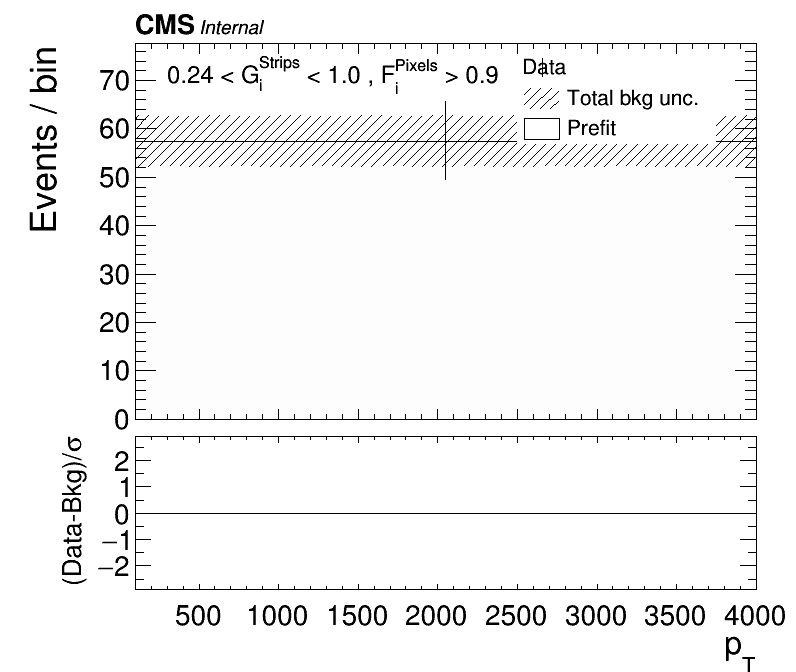 CMS Internal
0.24 < G_i^Strips < 1.0 , F_i^Pixels > 0.9
Data
Total bkg unc.
Prefit
Events / bin
70
60
50
40
30
20
10
0
(Data-Bkg)/σ
2
1
0
−1
−2
500 1000 1500 2000 2500 3000 3500 4000
p_T